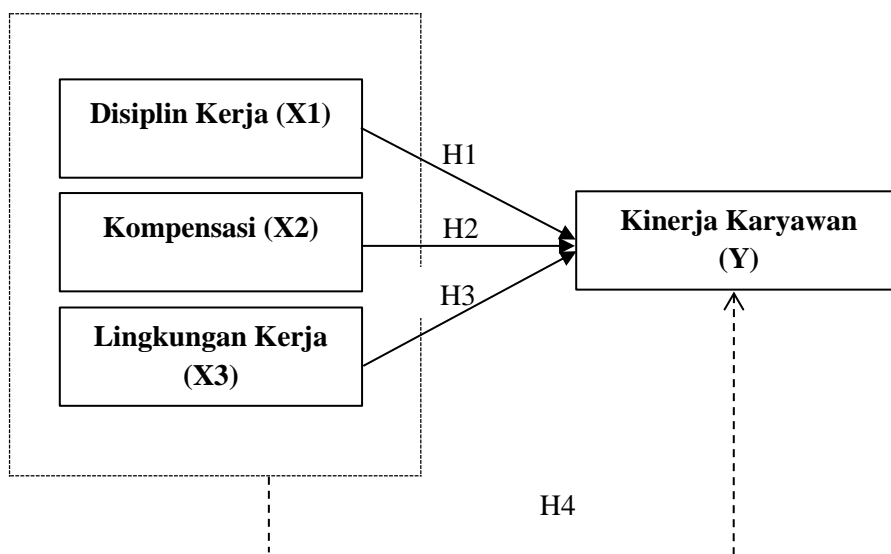 Disiplin Kerja (X1)
H1
Kompensasi (X2)
H2
Kinerja Karyawan
(Y)
H3
Lingkungan Kerja
(X3)
H4